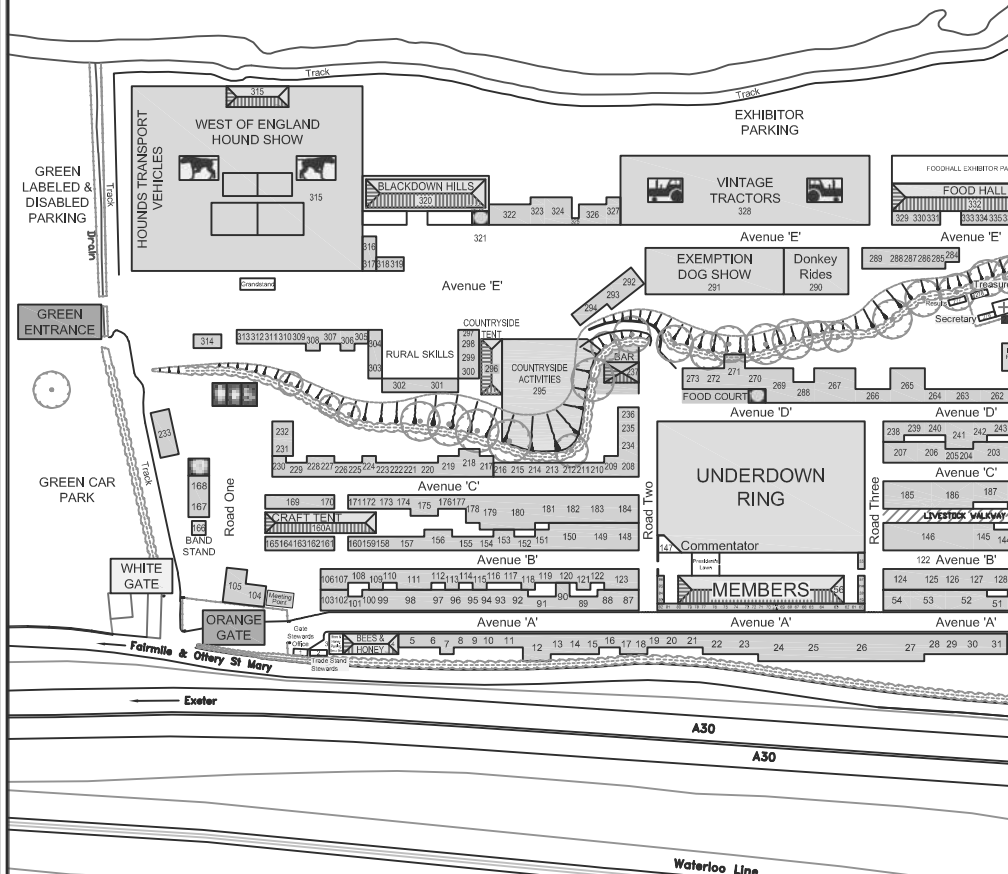 Track
Track
EXHIBITOR
PARKING
315
WEST OF ENGLAND
HOUND SHOW
HOUNDS TRANSPORT
VEHICLES
315
GREEN
LABELED &
DISABLED
PARKING
Track
Drain
BLACKDOWN HILLS
320
322
323
324
326
327
321
VINTAGE
TRACTORS
328
FOOD HALL
332
329 330 331
333 334 335
Avenue 'E'
Avenue 'E'
316
317 318 319
Grandstand
Avenue 'E'
EXEMPTION
DOG SHOW
291
Donkey
Rides
290
289 288 287 286 285 284
292
293
294
Results
Secretary
GREEN
ENTRANCE
314
313 312 311 310 309 308 307 306 305
304
303
RURAL SKILLS
302 301
297
298
299
300
COUNTRYSIDE
TENT
296
COUNTRYSIDE
ACTIVITIES
295
BAR
237
273 272 271 270 269 268 267 266 265 264 263 262
FOOD COURT
Avenue 'D'
Avenue 'D'
233
Track
GREEN CAR
PARK
168
167
166
BAND
STAND
Road One
232
231
230 229 228 227 226 225 224 223 222 221 220 219 218 217 216 215 214 213 212 211 210 209 208
236
235
234
Avenue 'C'
169 170
CRAFT TENT
160A
165 164 163 162 161
171 172 173 174 175 176 177 178 179 180 181 182 183 184
160 159 158 157 156 155 154 153 152 151 150 149 148
Avenue 'B'
Road Two
UNDERDOWN
RING
147
Commentator
MEMBERS
56
Road Three
238 239 240 241 242 243
207 206 205 204 203
Avenue 'C'
185 186 187
LIVESTOCK WALKWAY
146 145 144
122 Avenue 'B'
124 125 126 127 128
54 53 52 51
Avenue 'A'
WHITE
GATE
105
104
Meeting
Point
106 107 108 109 110 111 112 113 114 115 116 117 118 119 120 121 122 123
103 102 101 100 99 98 97 96 95 94 93 92 91 90 89 88 87
Avenue 'A'
Avenue 'A'
ORANGE
GATE
Gate
Stewards
Office
Trade Stand
Stewards
BEES &
HONEY
5 6 7 8 9 10 11 12 13 14 15 16 17 18 19 20 21 22 23 24 25 26 27 28 29 30 31
Fairmile & Ottery St Mary
Exeter
A30
A30
Waterloo Line